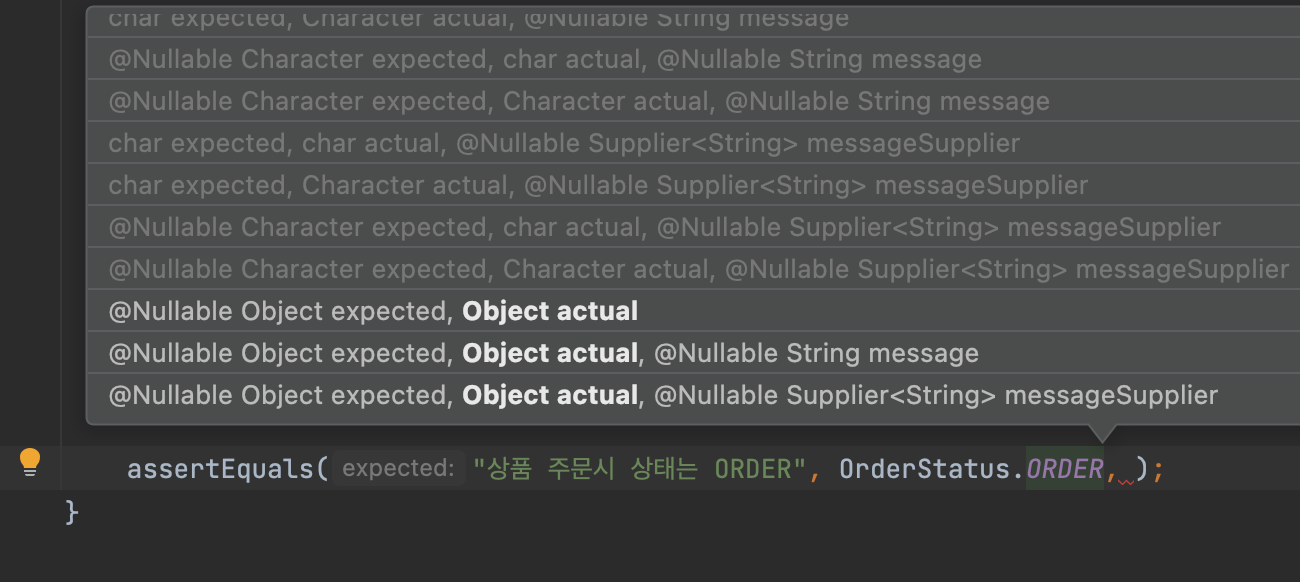 char expected, Character actual, @Nullable String message
@Nullable Character expected, char actual, @Nullable String message
@Nullable Character expected, Character actual, @Nullable String message
char expected, char actual, @Nullable Supplier<String> messageSupplier
char expected, Character actual, @Nullable Supplier<String> messageSupplier
@Nullable Character expected, char actual, @Nullable Supplier<String> messageSupplier
@Nullable Character expected, Character actual, @Nullable Supplier<String> messageSupplier
@Nullable Object expected, Object actual
@Nullable Object expected, Object actual, @Nullable String message
@Nullable Object expected, Object actual, @Nullable Supplier<String> messageSupplier
assertEquals( expected: "상품 주문시 상태는 ORDER", OrderStatus.ORDER, );
}